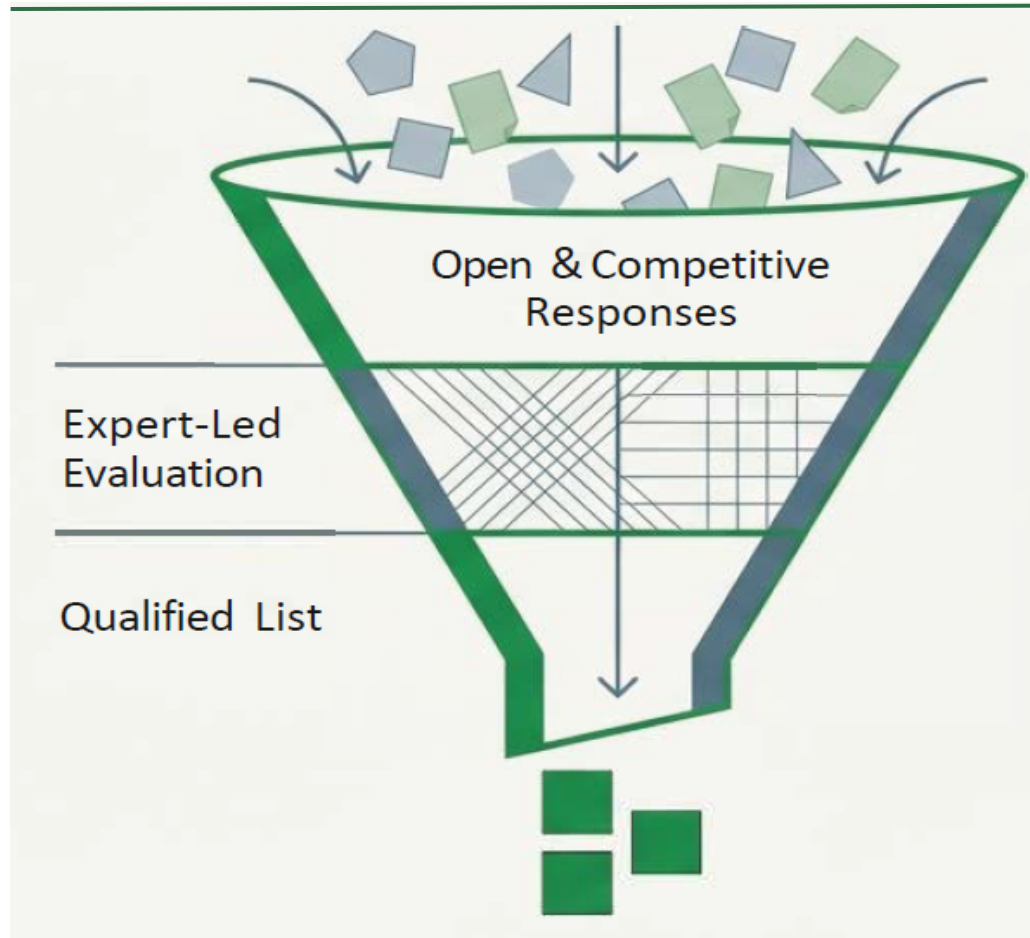 Open & Competitive
Responses
Expert-Led
Evaluation
Qualified List